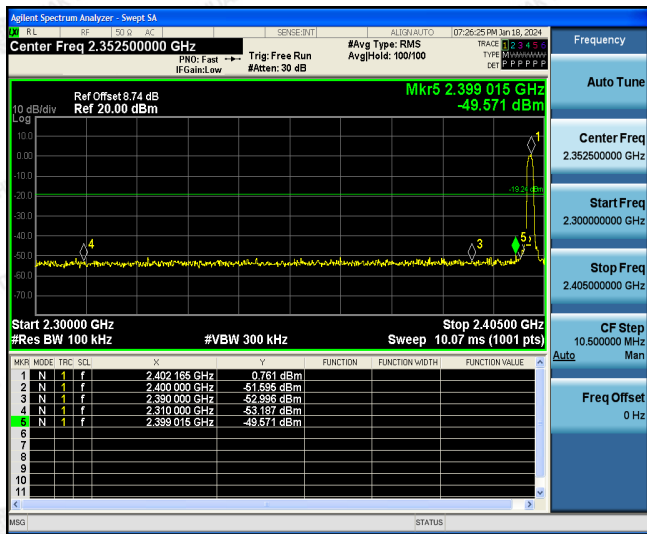 Agilent Spectrum Analyzer - Swept SA
LXI RL RF 50 Ω AC SENSE:INT ALIGN AUTO 07:26:25 PM Jan 18, 2024
Center Freq 2.352500000 GHz #Avg Type: RMS TRACE 1 2 3 4 5 6
PNO: Fast Trig: Free Run Avg|Hold: 100/100 TYPE M W W W W W
IFGain:Low #Atten: 30 dB DET P P P P P P
Frequency
Auto Tune
Center Freq
2.352500000 GHz
Start Freq
2.300000000 GHz
Stop Freq
2.405000000 GHz
CF Step
10.500000 MHz
Auto Man
Freq Offset
0 Hz
Ref Offset 8.74 dB Mkr5 2.399 015 GHz
10 dB/div Ref 20.00 dBm -49.571 dBm
Log
10.0
0.00
-10.0
-20.0
-30.0
-40.0
-50.0
-60.0
-70.0
1
-19.24 dBm
4
3
5
Start 2.30000 GHz Stop 2.40500 GHz
#Res BW 100 kHz #VBW 300 kHz Sweep 10.07 ms (1001 pts)
MKR MODE TRC SCL X Y FUNCTION FUNCTION WIDTH FUNCTION VALUE
1 N 1 f 2.402 165 GHz 0.761 dBm
2 N 1 f 2.400 000 GHz -51.595 dBm
3 N 1 f 2.390 000 GHz -52.996 dBm
4 N 1 f 2.310 000 GHz -53.187 dBm
5 N 1 f 2.399 015 GHz -49.571 dBm
6
7
8
9
10
11
MSG STATUS